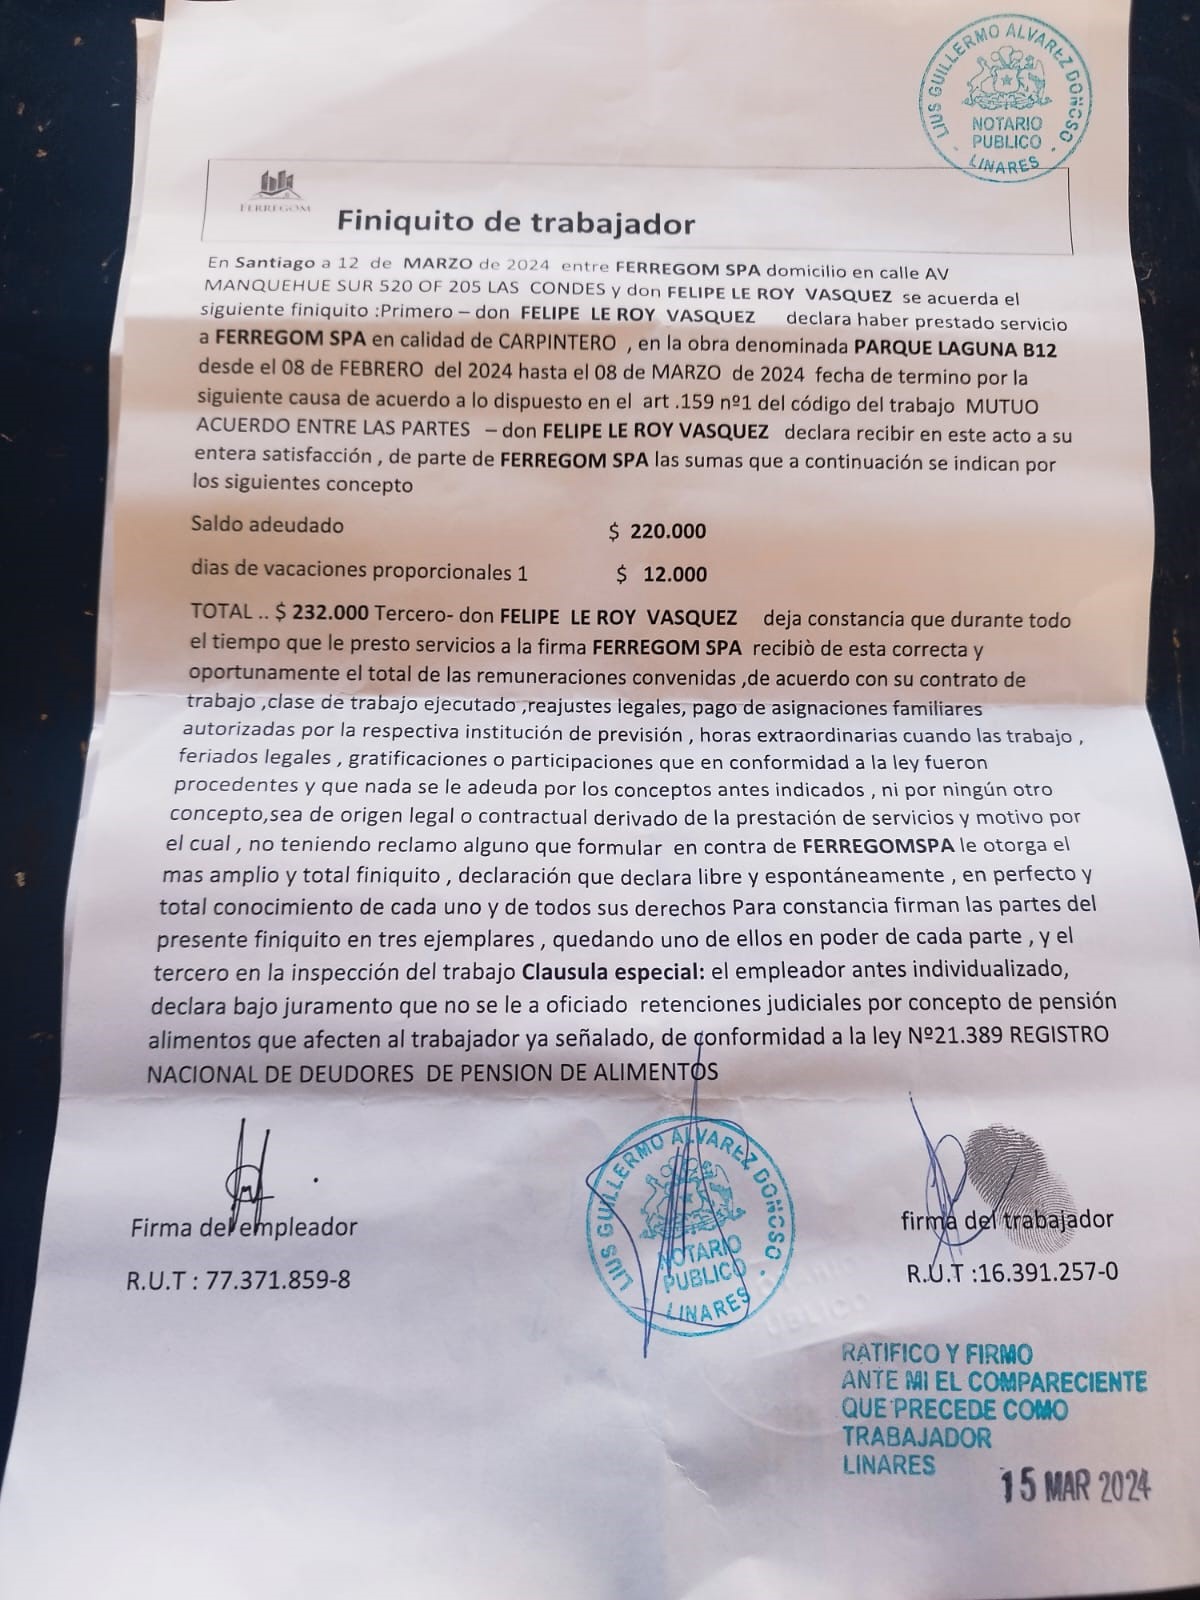 LIUS GUILLERMO ALVAREZ DONOSO
NOTARIO
PUBLICO
LINARES
FERREGOM
Finiquito de trabajador
En Santiago a 12 de MARZO de 2024 entre FERREGOM SPA domicilio en calle AV
MANQUEHUE SUR 520 OF 205 LAS CONDES y don FELIPE LE ROY VASQUEZ se acuerda el
siguiente finiquito :Primero – don FELIPE LE ROY VASQUEZ declara haber prestado servicio
a FERREGOM SPA en calidad de CARPINTERO , en la obra denominada PARQUE LAGUNA B12
desde el 08 de FEBRERO del 2024 hasta el 08 de MARZO de 2024 fecha de termino por la
siguiente causa de acuerdo a lo dispuesto en el art .159 nº1 del código del trabajo MUTUO
ACUERDO ENTRE LAS PARTES – don FELIPE LE ROY VASQUEZ declara recibir en este acto a su
entera satisfacción , de parte de FERREGOM SPA las sumas que a continuación se indican por
los siguientes concepto
Saldo adeudado $ 220.000
dias de vacaciones proporcionales 1 $ 12.000
TOTAL .. $ 232.000 Tercero- don FELIPE LE ROY VASQUEZ deja constancia que durante todo
el tiempo que le presto servicios a la firma FERREGOM SPA recibiò de esta correcta y
oportunamente el total de las remuneraciones convenidas ,de acuerdo con su contrato de
trabajo ,clase de trabajo ejecutado ,reajustes legales, pago de asignaciones familiares
autorizadas por la respectiva institución de previsión , horas extraordinarias cuando las trabajo ,
feriados legales , gratificaciones o participaciones que en conformidad a la ley fueron
procedentes y que nada se le adeuda por los conceptos antes indicados , ni por ningún otro
concepto,sea de origen legal o contractual derivado de la prestación de servicios y motivo por
el cual , no teniendo reclamo alguno que formular en contra de FERREGOMSPA le otorga el
mas amplio y total finiquito , declaración que declara libre y espontáneamente , en perfecto y
total conocimiento de cada uno y de todos sus derechos Para constancia firman las partes del
presente finiquito en tres ejemplares , quedando uno de ellos en poder de cada parte , y el
tercero en la inspección del trabajo Clausula especial: el empleador antes individualizado,
declara bajo juramento que no se le a oficiado retenciones judiciales por concepto de pensión
alimentos que afecten al trabajador ya señalado, de conformidad a la ley Nº21.389 REGISTRO
NACIONAL DE DEUDORES DE PENSION DE ALIMENTOS
Firma del empleador
R.U.T : 77.371.859-8
LIUS GUILLERMO ALVAREZ DONOSO
NOTARIO
PUBLICO
LINARES
firma del trabajador
R.U.T :16.391.257-0
RATIFICO Y FIRMO
ANTE MI EL COMPARECIENTE
QUE PRECEDE COMO
TRABAJADOR
LINARES
15 MAR 2024